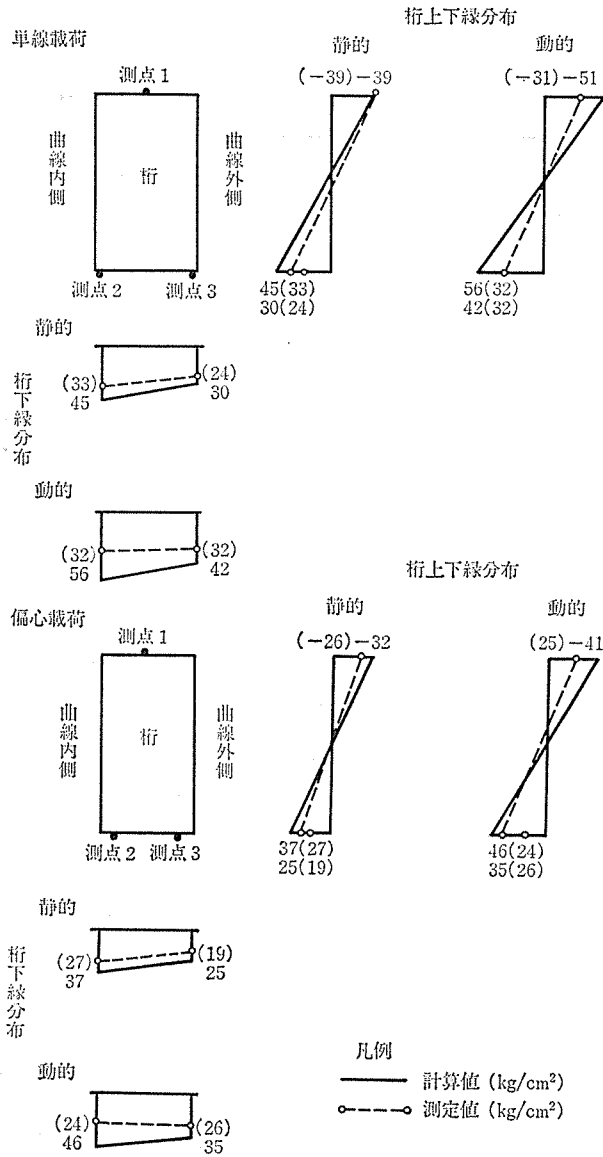 桁上下縁分布
単線載荷
静的
動的
測点1
(-39)-39
(-31)-51
曲線内側
桁
曲線外側
測点2
測点3
45(33)
30(24)
56(32)
42(32)
静的
桁下縁分布
(33)
45
(24)
30
動的
(32)
56
(32)
42
桁上下縁分布
偏心載荷
静的
動的
測点1
(-26)-32
(25)-41
曲線内側
桁
曲線外側
測点2
測点3
37(27)
25(19)
46(24)
35(26)
静的
桁下縁分布
(27)
37
(19)
25
動的
(24)
46
(26)
35
凡例
計算値 (kg/cm²)
測定値 (kg/cm²)